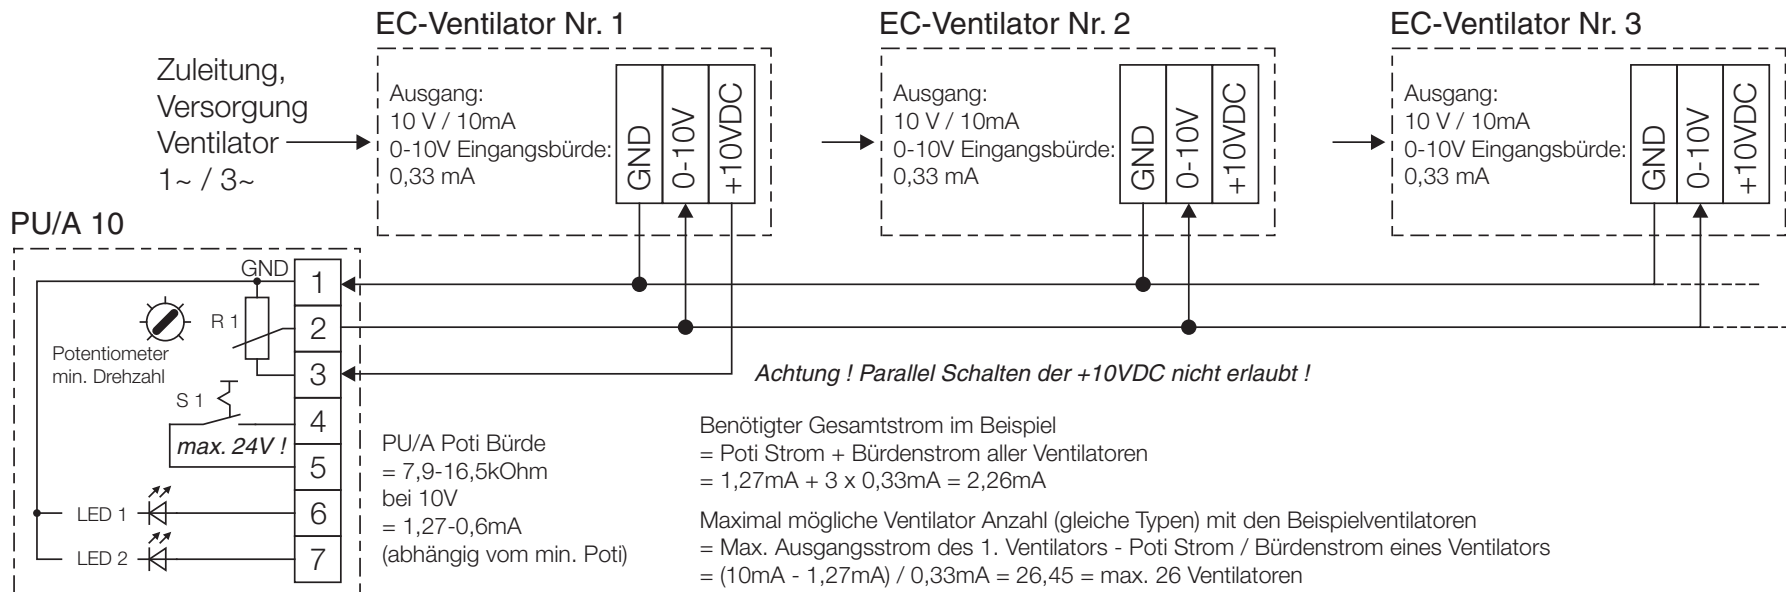 EC-Ventilator Nr. 1
EC-Ventilator Nr. 2
EC-Ventilator Nr. 3
Zuleitung,
Versorgung
Ventilator
1~ / 3~
Ausgang:
10 V / 10mA
0-10V Eingangsbürde:
0,33 mA
GND
0-10V
+10VDC
Ausgang:
10 V / 10mA
0-10V Eingangsbürde:
0,33 mA
GND
0-10V
+10VDC
Ausgang:
10 V / 10mA
0-10V Eingangsbürde:
0,33 mA
GND
0-10V
+10VDC
PU/A 10
GND
1
R 1
2
Potentiometer
min. Drehzahl
3
S 1
4
max. 24V !
5
LED 1
6
LED 2
7
Achtung ! Parallel Schalten der +10VDC nicht erlaubt !
PU/A Poti Bürde
= 7,9-16,5kOhm
bei 10V
= 1,27-0,6mA
(abhängig vom min. Poti)
Benötigter Gesamtstrom im Beispiel
= Poti Strom + Bürdenstrom aller Ventilatoren
= 1,27mA + 3 x 0,33mA = 2,26mA
Maximal mögliche Ventilator Anzahl (gleiche Typen) mit den Beispielventilatoren
= Max. Ausgangsstrom des 1. Ventilators - Poti Strom / Bürdenstrom eines Ventilators
= (10mA - 1,27mA) / 0,33mA = 26,45 = max. 26 Ventilatoren